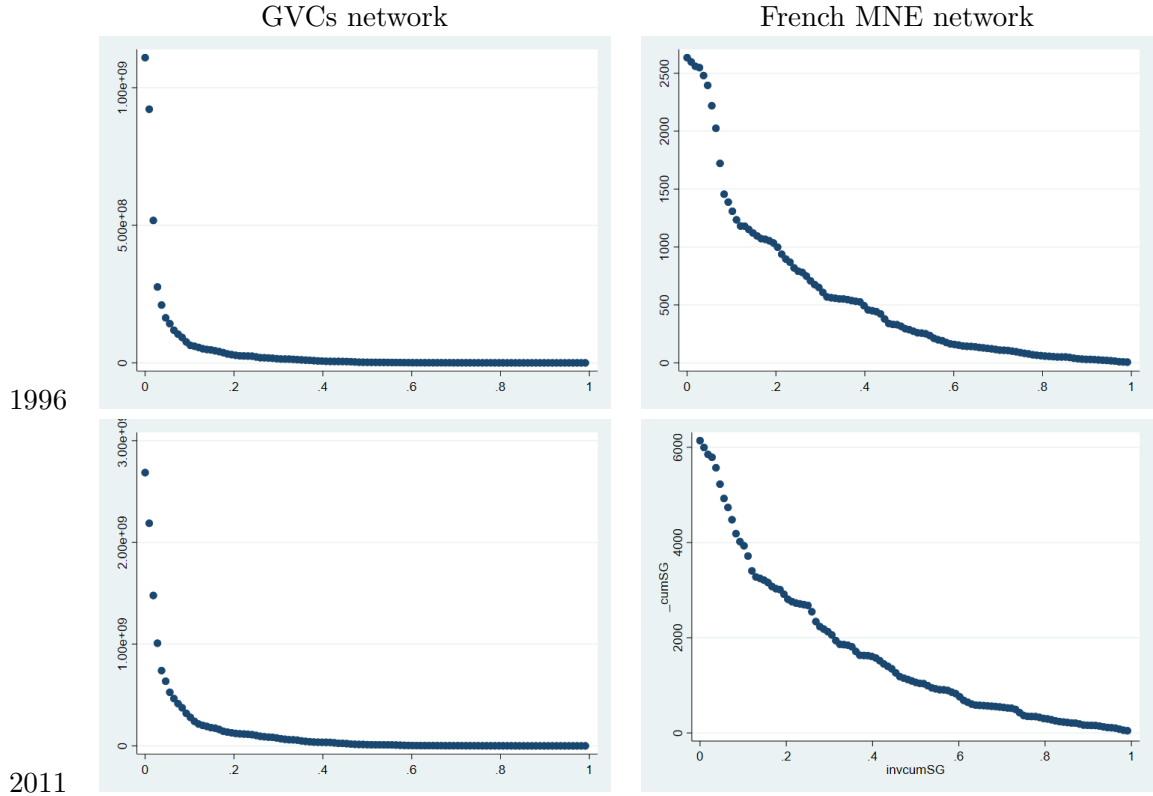 GVCs network
French MNE network
1.00e+09
5.00e+08
0
0 .2 .4 .6 .8 1
2500
2000
1500
1000
500
0
0 .2 .4 .6 .8 1
1996
3.00e+09
2.00e+09
1.00e+09
0
0 .2 .4 .6 .8 1
_cumSG
6000
4000
2000
0
0 .2 .4 .6 .8 1
invcumSG
2011